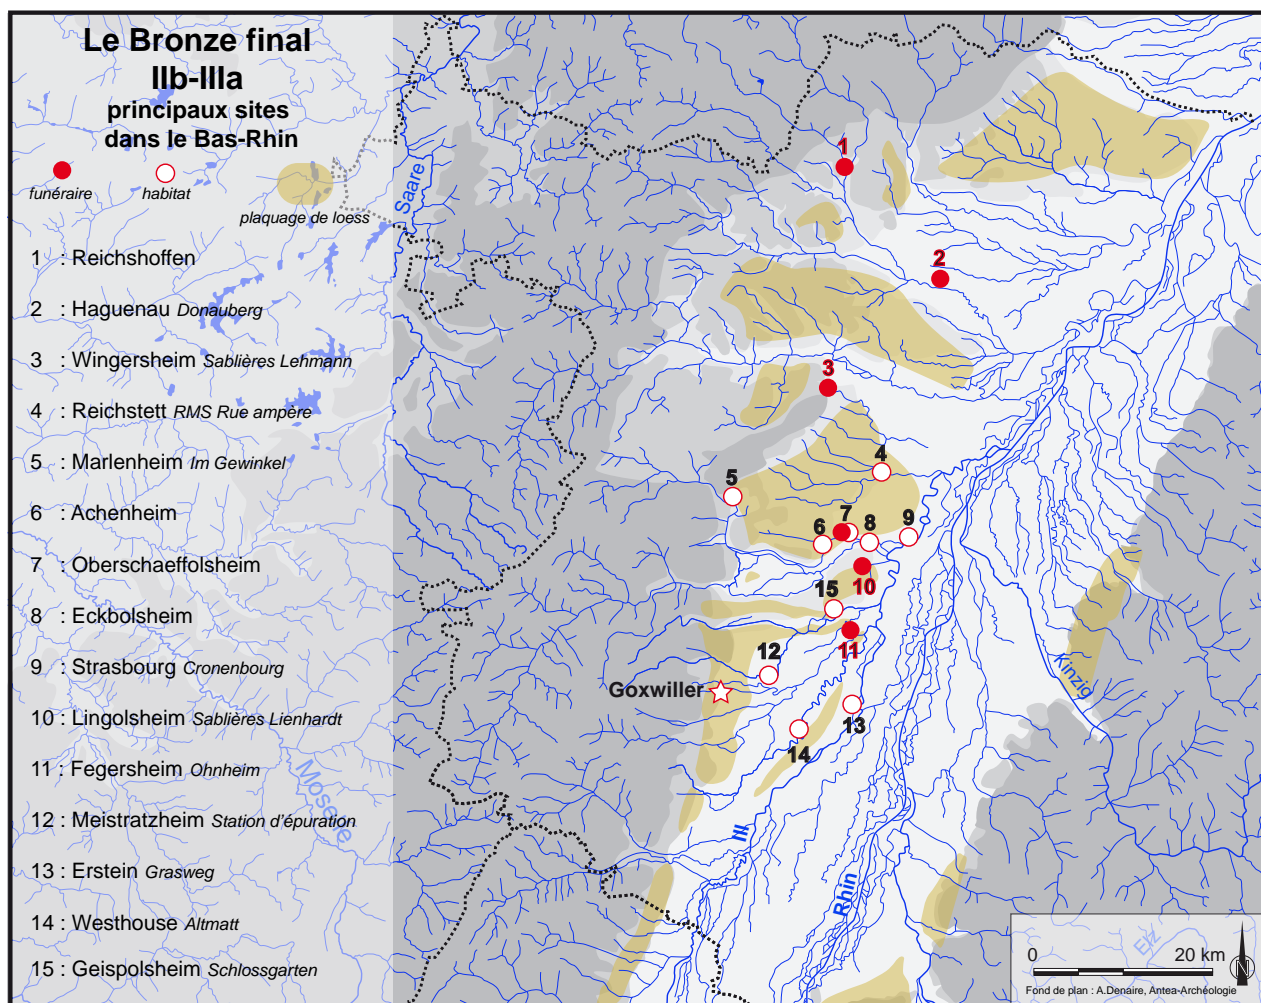 Le Bronze final
IIb-IIIa
principaux sites
dans le Bas-Rhin
funéraire
habitat
plaquage de loess
1 : Reichshoffen
2 : Haguenau Donauberg
3 : Wingersheim Sablières Lehmann
4 : Reichstett RMS Rue ampère
5 : Marlenheim Im Gewinkel
6 : Achenheim
7 : Oberschaeffolsheim
8 : Eckbolsheim
9 : Strasbourg Cronenbourg
10 : Lingolsheim Sablières Lienhardt
11 : Fegersheim Ohnheim
12 : Meistratzheim Station d'épuration
13 : Erstein Grasweg
14 : Westhouse Altmatt
15 : Geispolsheim Schlossgarten
Saare
Moselle
1
2
3
4
5
7
6
8
9
10
15
11
12
Goxwiller
13
14
Kinzig
Ill
Rhin
Elz
0 20 km
N
Fond de plan : A.Denaire, Antea-Archéologie